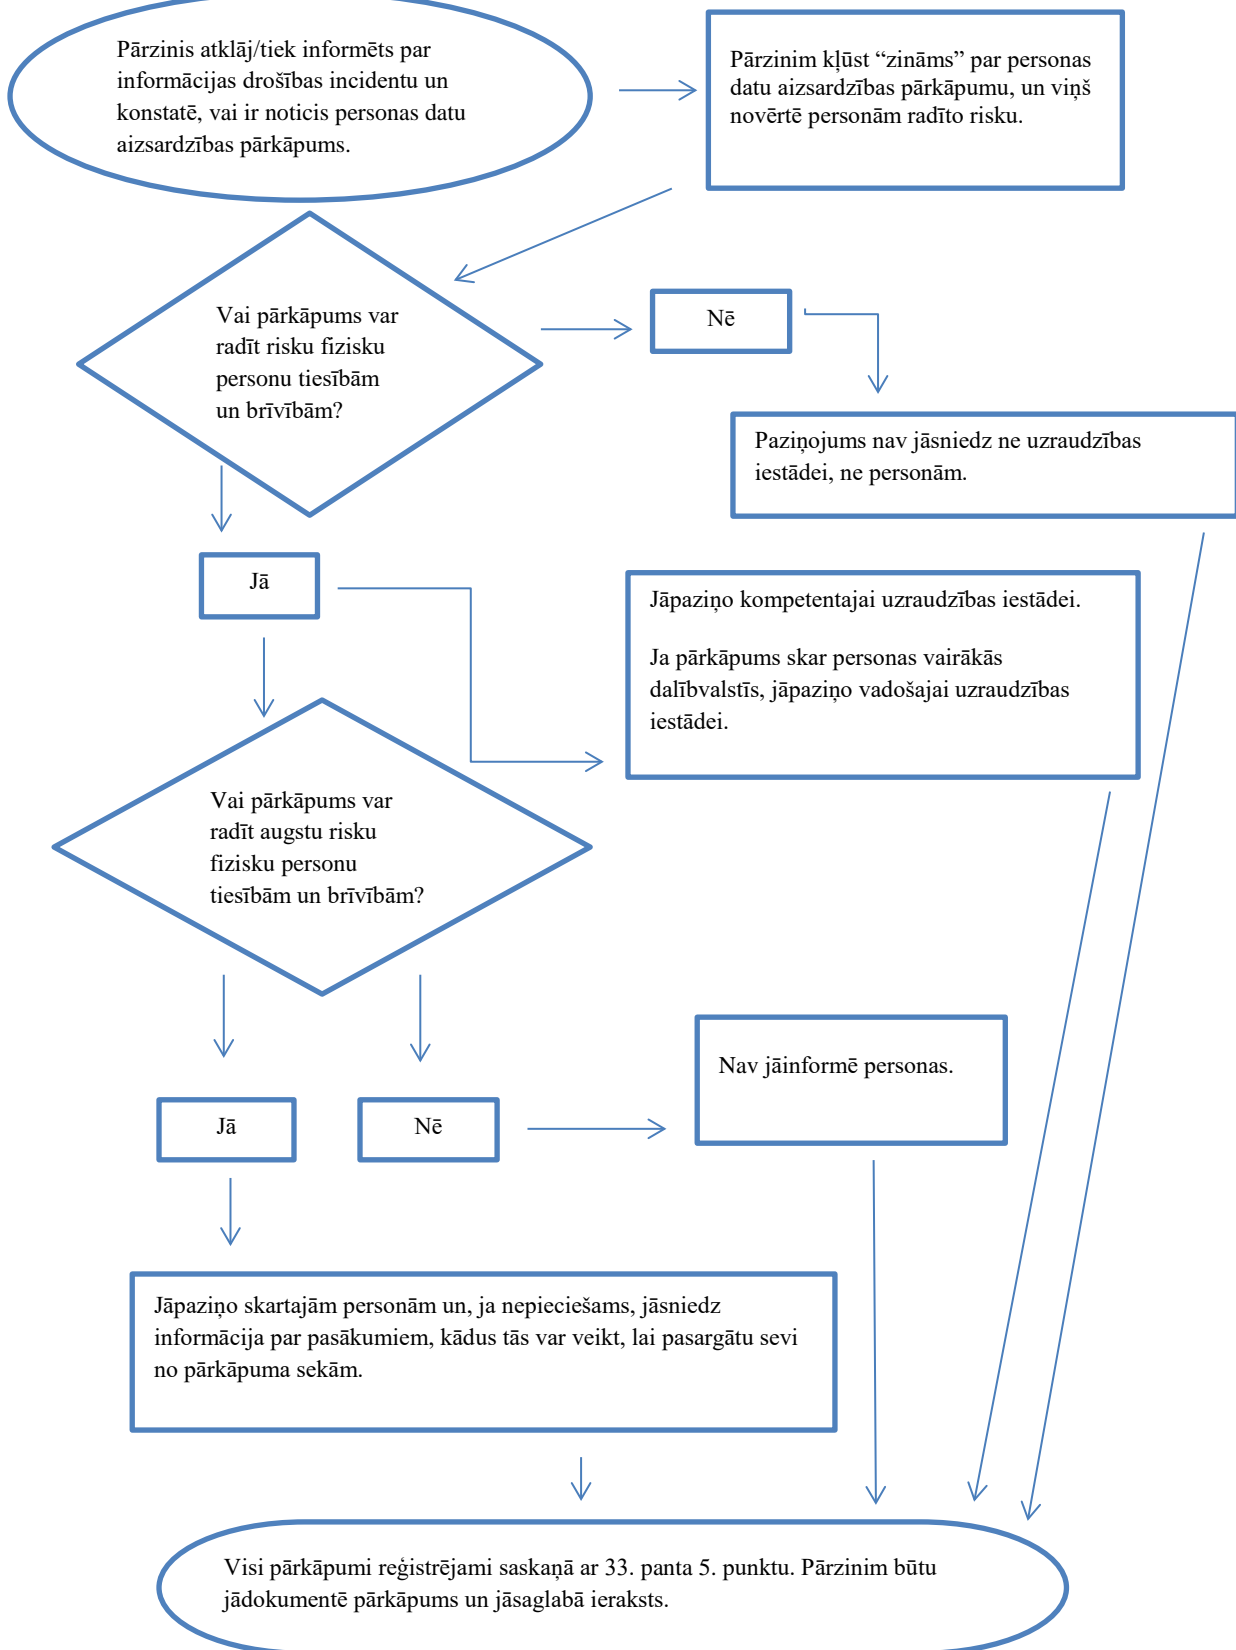 Pārzinis atklāj/tiek informēts par
informācijas drošības incidentu un
konstatē, vai ir noticis personas datu
aizsardzības pārkāpums.
Pārzinim kļūst “zināms” par personas
datu aizsardzības pārkāpumu, un viņš
novērtē personām radīto risku.
Vai pārkāpums var
radīt risku fizisku
personu tiesībām
un brīvībām?
Nē
Paziņojums nav jāsniedz ne uzraudzības
iestādei, ne personām.
Jā
Jāpaziņo kompetentajai uzraudzības iestādei.
Ja pārkāpums skar personas vairākās
dalībvalstīs, jāpaziņo vadošajai uzraudzības
iestādei.
Vai pārkāpums var
radīt augstu risku
fizisku personu
tiesībām un brīvībām?
Nav jāinformē personas.
Jā
Nē
Jāpaziņo skartajām personām un, ja nepieciešams, jāsniedz
informācija par pasākumiem, kādus tās var veikt, lai pasargātu sevi
no pārkāpuma sekām.
Visi pārkāpumi reģistrējami saskaņā ar 33. panta 5. punktu. Pārzinim būtu
jādokumentē pārkāpums un jāsaglabā ieraksts.